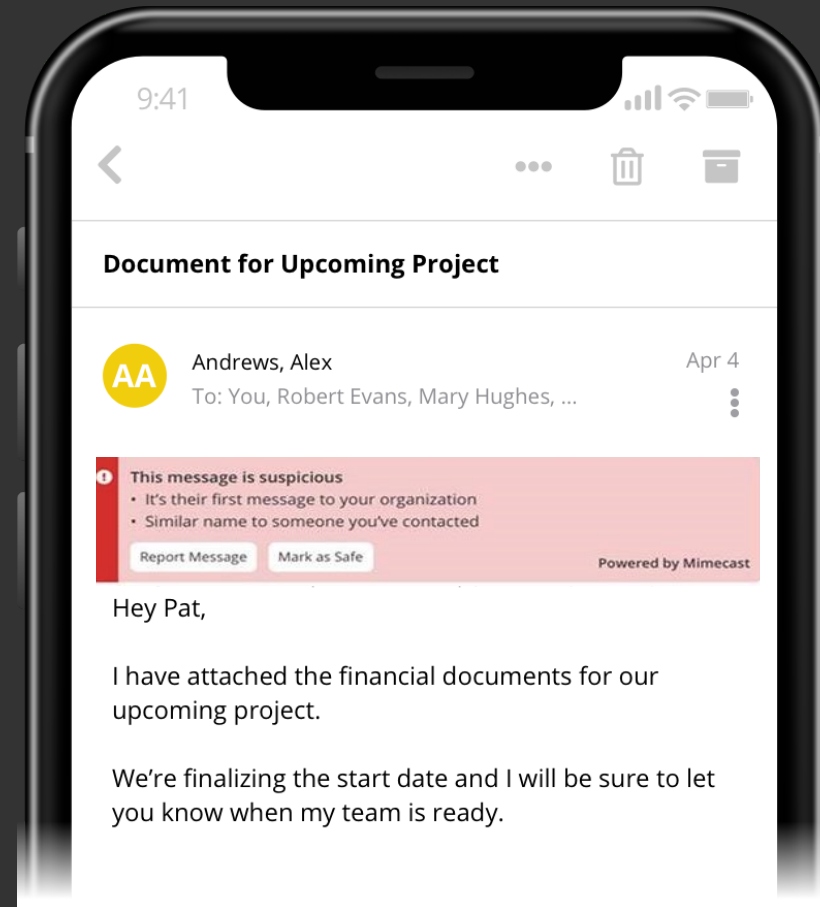 9:41
Document for Upcoming Project
AA
Andrews, Alex
Apr 4
To: You, Robert Evans, Mary Hughes, ...
This message is suspicious
• It's their first message to your organization
• Similar name to someone you've contacted
Report Message
Mark as Safe
Powered by Mimecast
Hey Pat,
I have attached the financial documents for our
upcoming project.
We're finalizing the start date and I will be sure to let
you know when my team is ready.